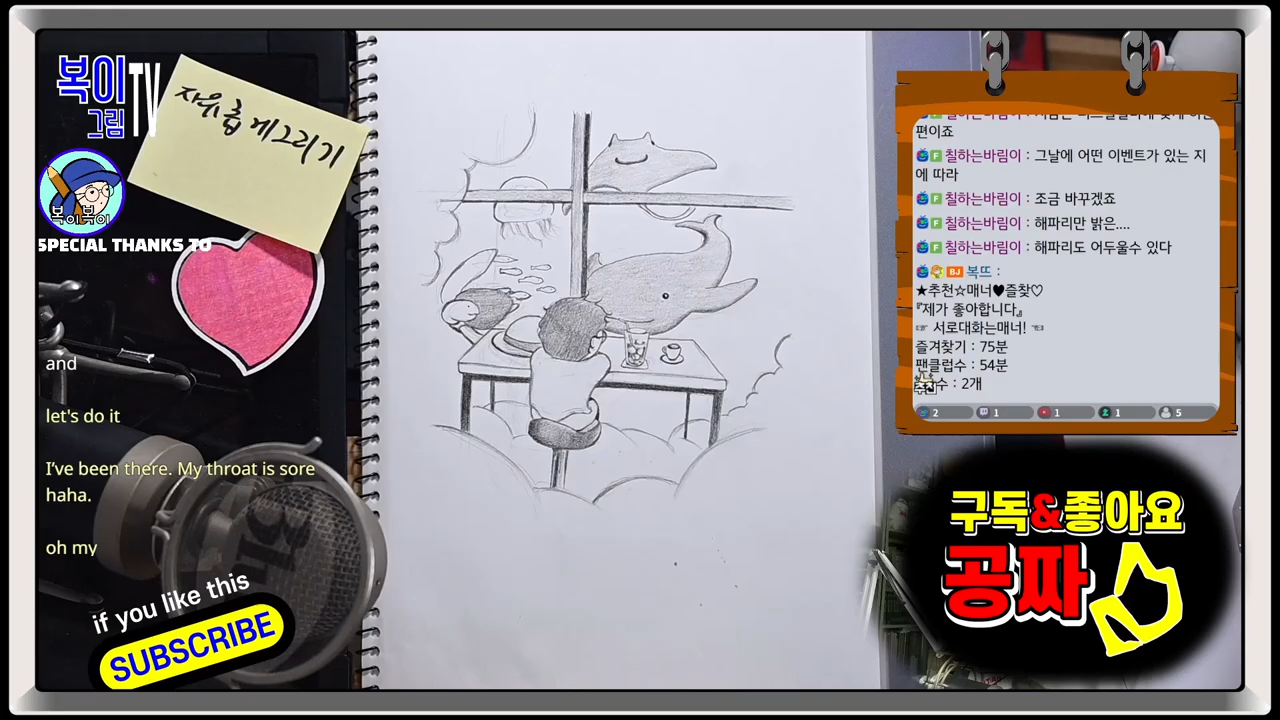 복이
그림
TV
자유롭게그리기
복이복이
SPECIAL THANKS TO
and
let's do it
I've been there. My throat is sore
haha.
oh my
if you like this
SUBSCRIBE
편이죠
F 칠하는바림이 : 그날에 어떤 이벤트가 있는 지
에 따라
F 칠하는바림이 : 조금 바꾸겠죠
F 칠하는바림이 : 해파리만 밝은....
F 칠하는바림이 : 해파리도 어두울수 있다
BJ 복뜨 :
★추천☆매너♥즐찾♡
『제가 좋아합니다』
☞ 서로대화는매너! ☜
즐겨찾기 : 75분
팬클럽수 : 54분
수 : 2개
2 1 1 1 5
구독&좋아요
공짜